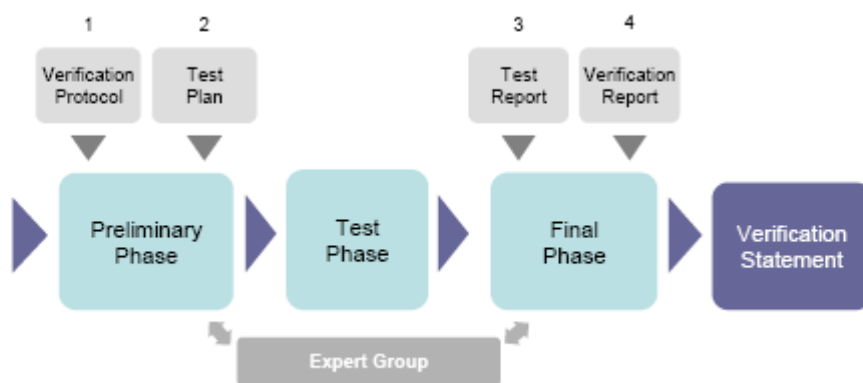 1
2
3
4
Verification
Protocol
Test
Plan
Test
Report
Verification
Report
Preliminary
Phase
Test
Phase
Final
Phase
Verification
Statement
Expert Group